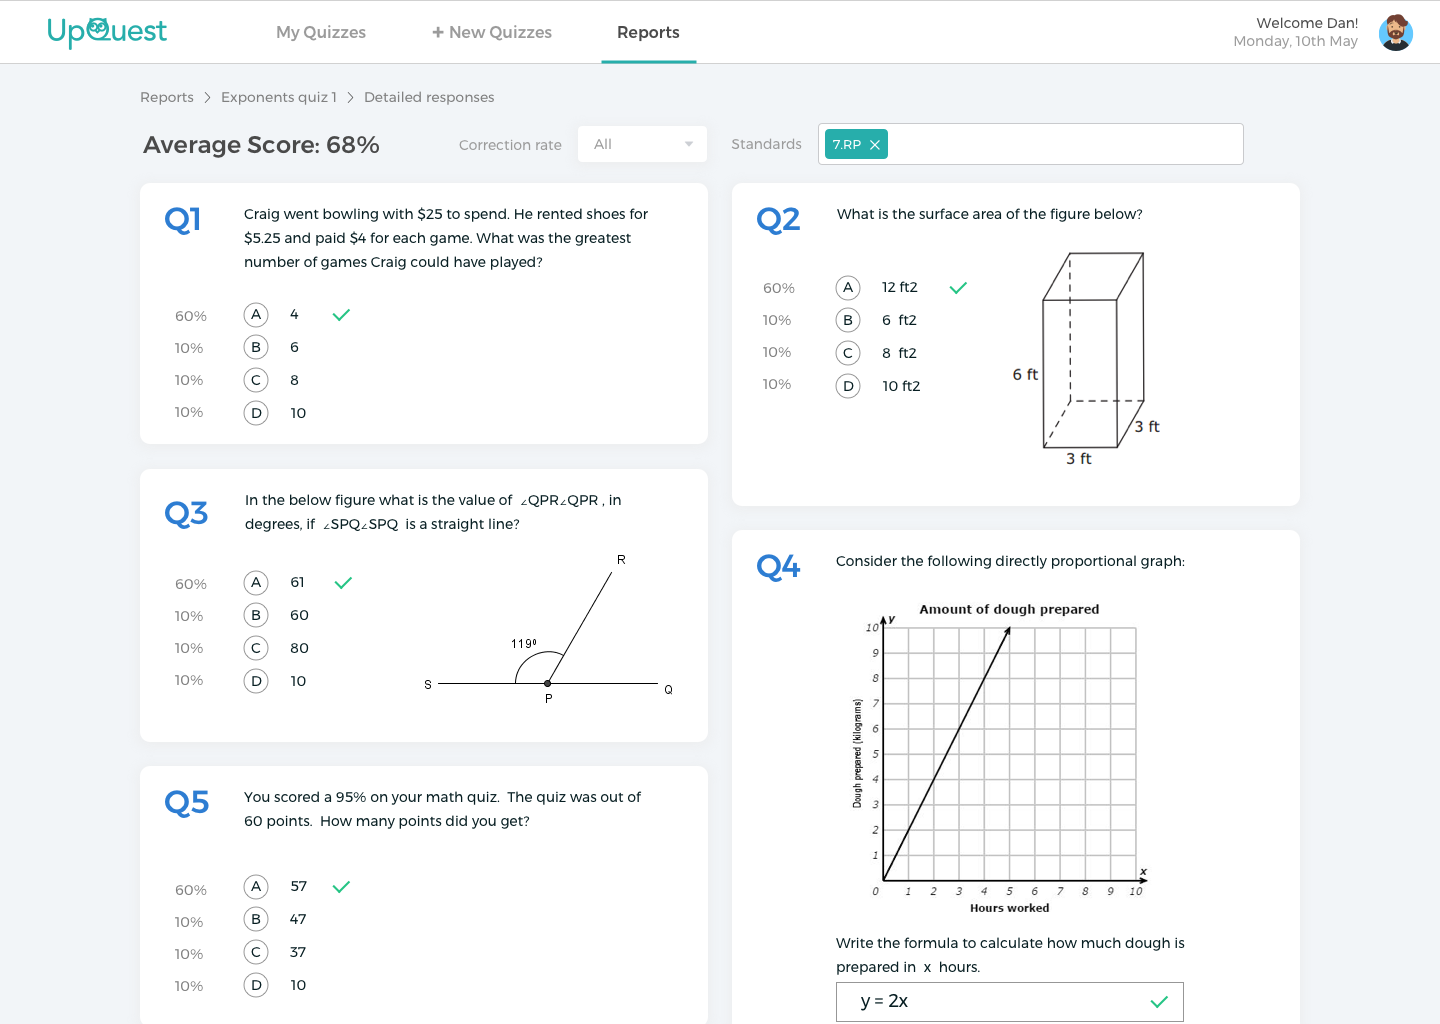 UpQuest
My Quizzes
+ New Quizzes
Reports
Welcome Dan!
Monday, 10th May
Reports > Exponents quiz 1 > Detailed responses
Average Score: 68%
Correction rate
All
Standards
7.RP ×
Q1
Craig went bowling with $25 to spend. He rented shoes for
$5.25 and paid $4 for each game. What was the greatest
number of games Craig could have played?
60% A 4
10% B 6
10% C 8
10% D 10
Q2
What is the surface area of the figure below?
60% A 12 ft2
10% B 6 ft2
10% C 8 ft2
10% D 10 ft2
6 ft
3 ft
3 ft
Q3
In the below figure what is the value of ∠QPR∠QPR , in
degrees, if ∠SPQ∠SPQ is a straight line?
60% A 61
10% B 60
10% C 80
10% D 10
R
119⁰
S
Q
P
Q4
Consider the following directly proportional graph:
Amount of dough prepared
y
10
9
8
7
6
5
4
3
2
1
Dough prepared (kilograms)
x
0 1 2 3 4 5 6 7 8 9 10
Hours worked
Write the formula to calculate how much dough is
prepared in x hours.
y = 2x
Q5
You scored a 95% on your math quiz. The quiz was out of
60 points. How many points did you get?
60% A 57
10% B 47
10% C 37
10% D 10